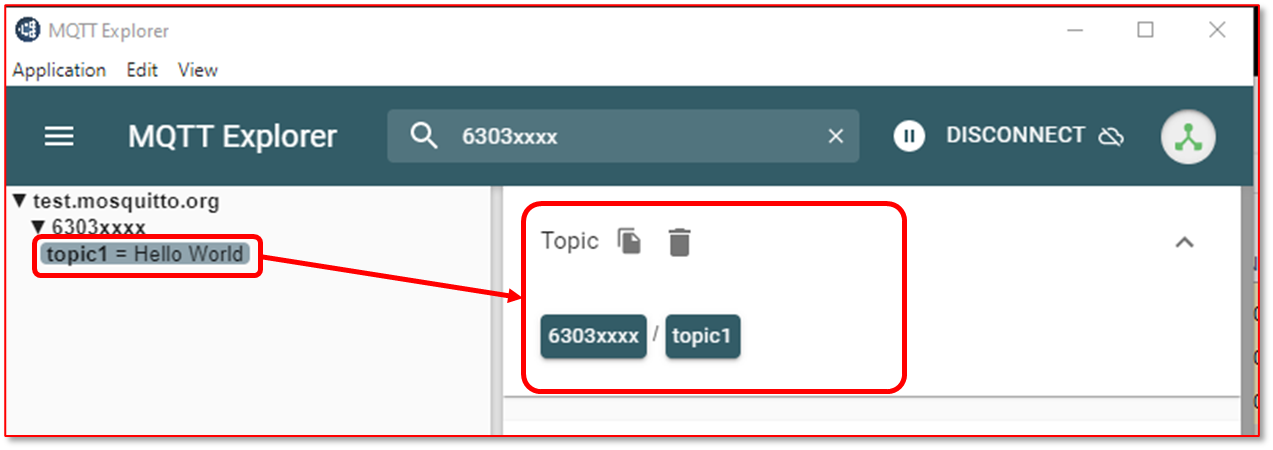 MQTT Explorer
Application Edit View
MQTT Explorer 6303xxxx DISCONNECT
test.mosquitto.org
6303xxxx
topic1 = Hello World
Topic
6303xxxx / topic1